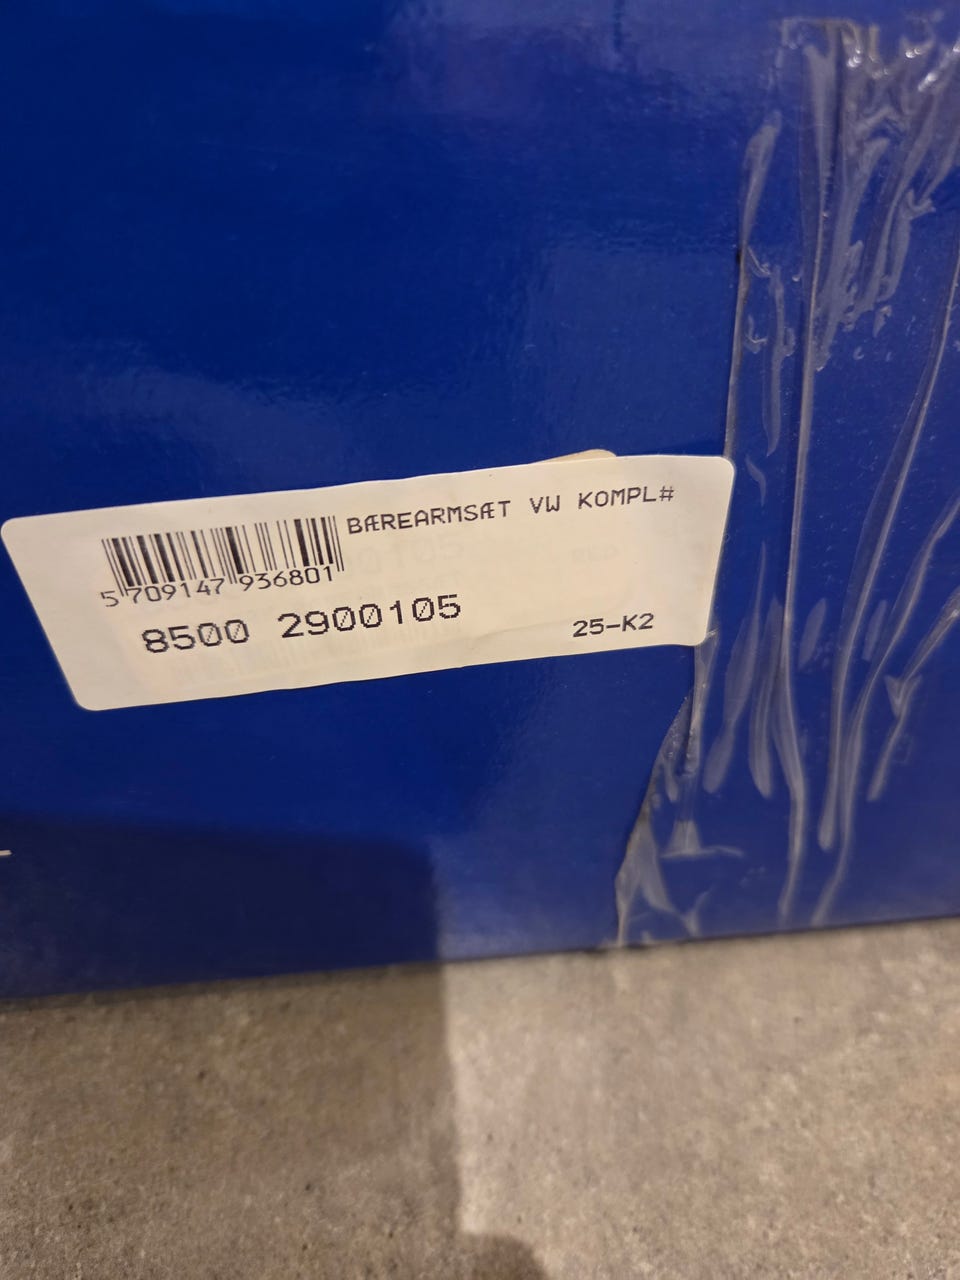 BÆREARMSÆT VW KOMPL#
5 709147 936801
8500 2900105
25-K2